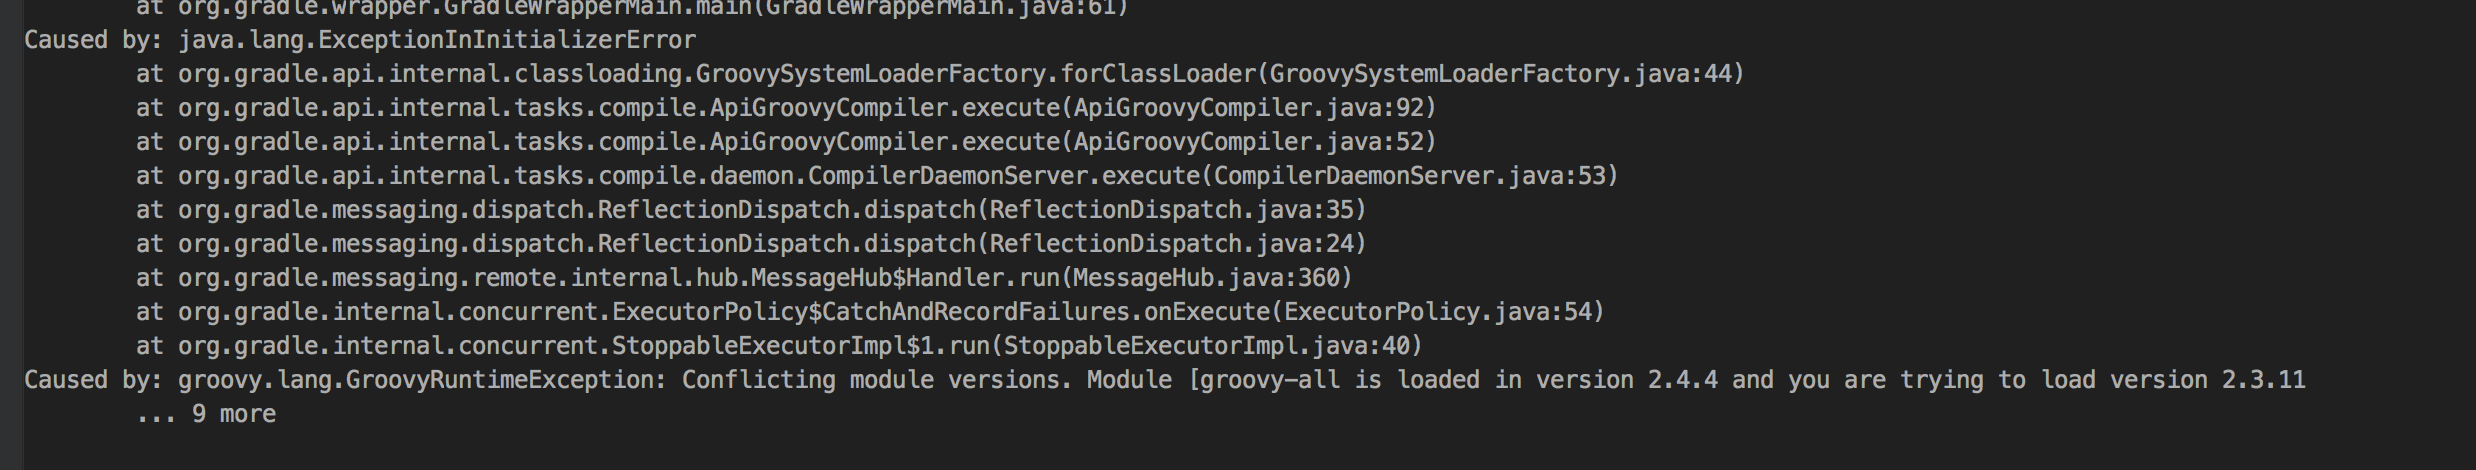 at org.gradle.wrapper.GradleWrapperMain.main(GradleWrapperMain.java:61)
Caused by: java.lang.ExceptionInInitializerError
at org.gradle.api.internal.classloading.GroovySystemLoaderFactory.forClassLoader(GroovySystemLoaderFactory.java:44)
at org.gradle.api.internal.tasks.compile.ApiGroovyCompiler.execute(ApiGroovyCompiler.java:92)
at org.gradle.api.internal.tasks.compile.ApiGroovyCompiler.execute(ApiGroovyCompiler.java:52)
at org.gradle.api.internal.tasks.compile.daemon.CompilerDaemonServer.execute(CompilerDaemonServer.java:53)
at org.gradle.messaging.dispatch.ReflectionDispatch.dispatch(ReflectionDispatch.java:35)
at org.gradle.messaging.dispatch.ReflectionDispatch.dispatch(ReflectionDispatch.java:24)
at org.gradle.messaging.remote.internal.hub.MessageHub$Handler.run(MessageHub.java:360)
at org.gradle.internal.concurrent.ExecutorPolicy$CatchAndRecordFailures.onExecute(ExecutorPolicy.java:54)
at org.gradle.internal.concurrent.StoppableExecutorImpl$1.run(StoppableExecutorImpl.java:40)
Caused by: groovy.lang.GroovyRuntimeException: Conflicting module versions. Module [groovy-all is loaded in version 2.4.4 and you are trying to load version 2.3.11
... 9 more